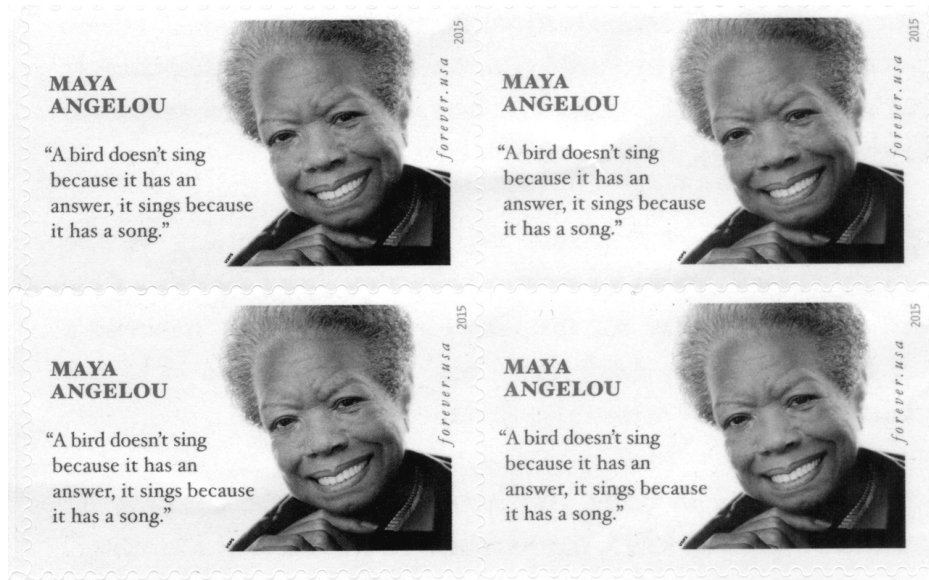 2015
forever.usa
MAYA
ANGELOU
“A bird doesn’t sing
because it has an
answer, it sings because
it has a song.”
2015
forever.usa
MAYA
ANGELOU
“A bird doesn’t sing
because it has an
answer, it sings because
it has a song.”
2015
forever.usa
MAYA
ANGELOU
“A bird doesn’t sing
because it has an
answer, it sings because
it has a song.”
2015
forever.usa
MAYA
ANGELOU
“A bird doesn’t sing
because it has an
answer, it sings because
it has a song.”